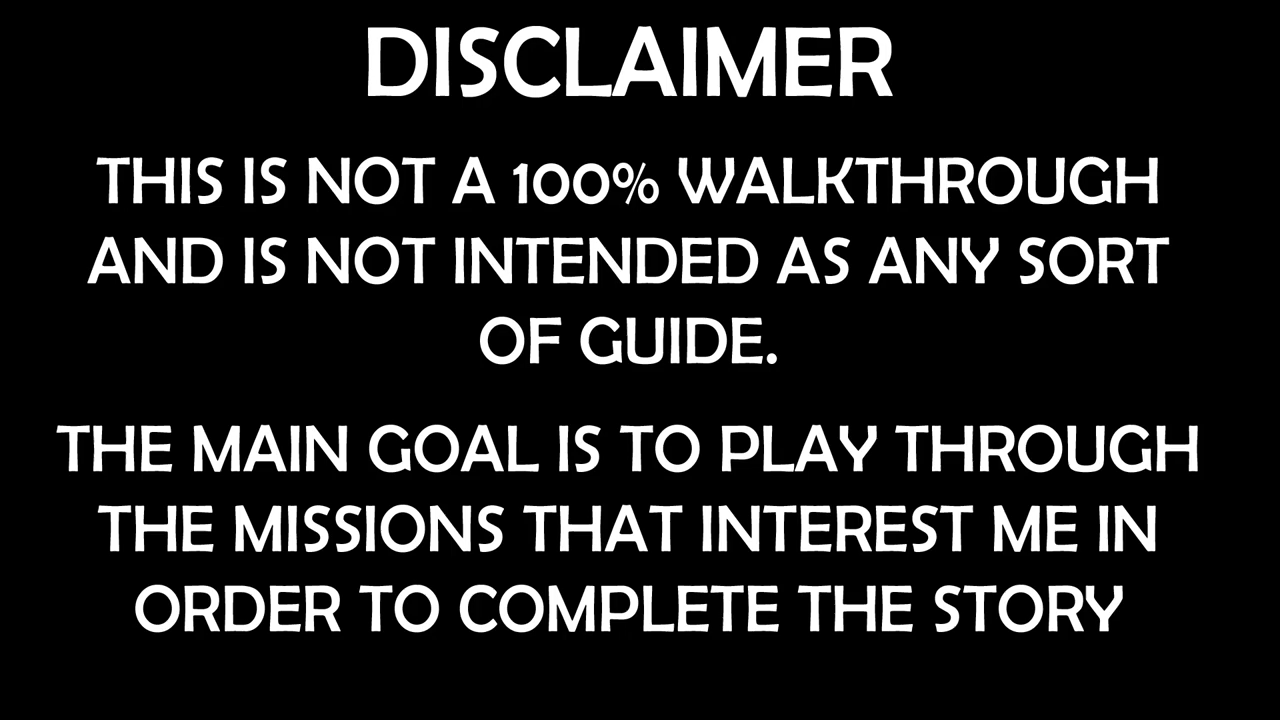 DISCLAIMER
THIS IS NOT A 100% WALKTHROUGH
AND IS NOT INTENDED AS ANY SORT
OF GUIDE.
THE MAIN GOAL IS TO PLAY THROUGH
THE MISSIONS THAT INTEREST ME IN
ORDER TO COMPLETE THE STORY